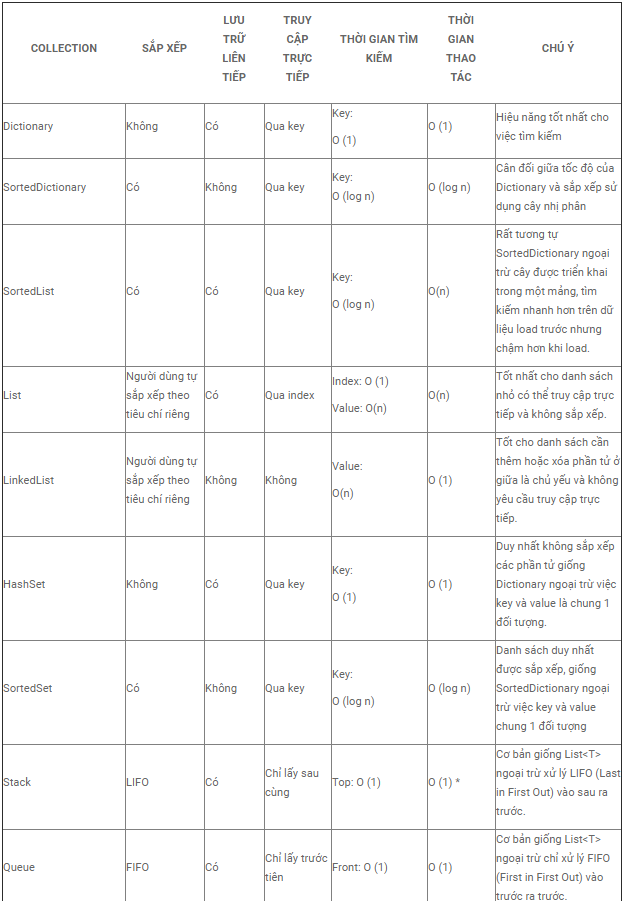 COLLECTION
SẮP XẾP
LƯU
TRỮ
LIÊN
TIẾP
TRUY
CẬP
TRỰC
TIẾP
THỜI GIAN TÌM
KIẾM
THỜI
GIAN
THAO
TÁC
CHÚ Ý
Dictionary
Không
Có
Qua key
Key:
O (1)
O (1)
Hiệu năng tốt nhất cho
việc tìm kiếm
SortedDictionary
Có
Không
Qua key
Key:
O (log n)
O (log n)
Cân đối giữa tốc độ của
Dictionary và sắp xếp sử
dụng cây nhị phân
SortedList
Có
Có
Qua key
Key:
O (log n)
O(n)
Rất tương tự
SortedDictionary ngoại
trừ cây được triển khai
trong một mảng, tìm
kiếm nhanh hơn trên dữ
liệu load trước nhưng
chậm hơn khi load.
List
Người dùng tự
sắp xếp theo
tiêu chí riêng
Có
Qua index
Index: O (1)
Value: O(n)
O(n)
Tốt nhất cho danh sách
nhỏ có thể truy cập trực
tiếp và không sắp xếp.
LinkedList
Người dùng tự
sắp xếp theo
tiêu chí riêng
Không
Không
Value:
O(n)
O (1)
Tốt cho danh sách cần
thêm hoặc xóa phần tử ở
giữa là chủ yếu và không
yêu cầu truy cập trực
tiếp.
HashSet
Không
Có
Qua key
Key:
O (1)
O (1)
Duy nhất không sắp xếp
các phần tử giống
Dictionary ngoại trừ việc
key và value là chung 1
đối tượng.
SortedSet
Có
Không
Qua key
Key:
O (log n)
O (log n)
Danh sách duy nhất
được sắp xếp, giống
SortedDictionary ngoại
trừ việc key và value
chung 1 đối tượng
Stack
LIFO
Có
Chỉ lấy sau
cùng
Top: O (1)
O (1) *
Cơ bản giống List<T>
ngoại trừ xử lý LIFO (Last
in First Out) vào sau ra
trước.
Queue
FIFO
Có
Chỉ lấy trước
tiên
Front: O (1)
O (1)
Cơ bản giống List<T>
ngoại trừ chỉ xử lý FIFO
(First in First Out) vào
trước ra trước.